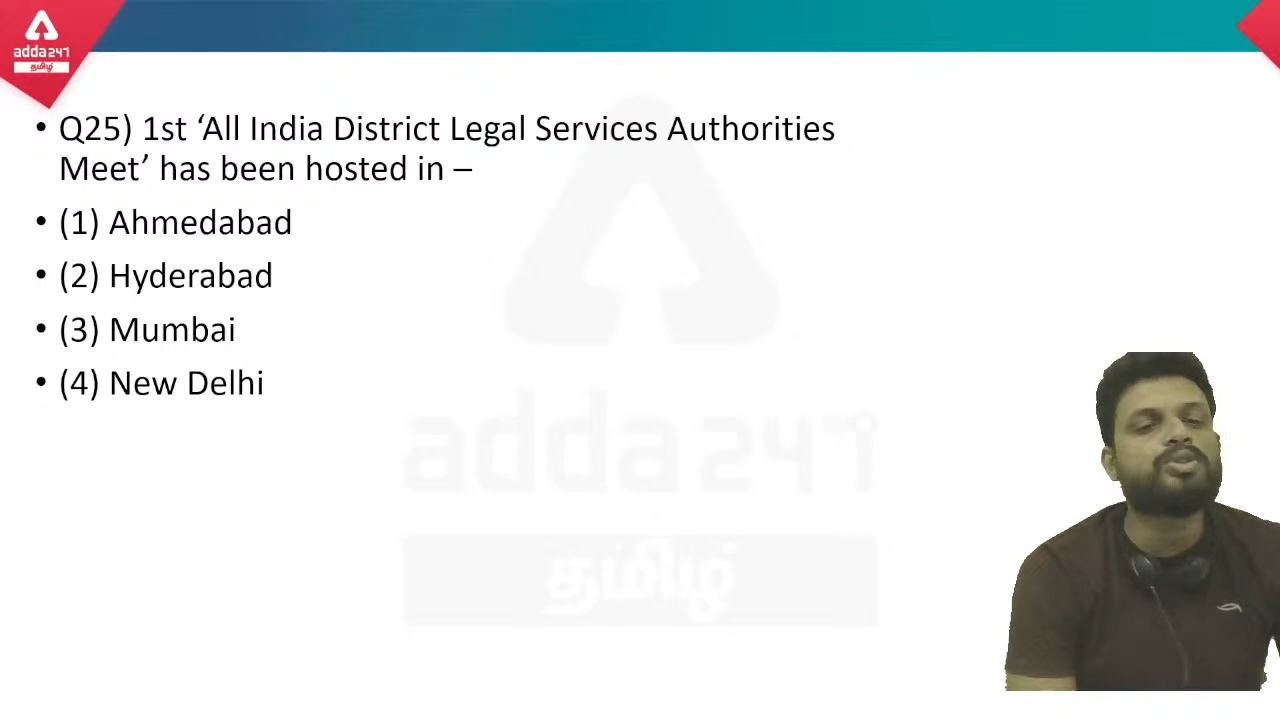 adda247
தமிழ்
• Q25) 1st ‘All India District Legal Services Authorities
Meet’ has been hosted in –
• (1) Ahmedabad
• (2) Hyderabad
• (3) Mumbai
• (4) New Delhi
adda247
தமிழ்